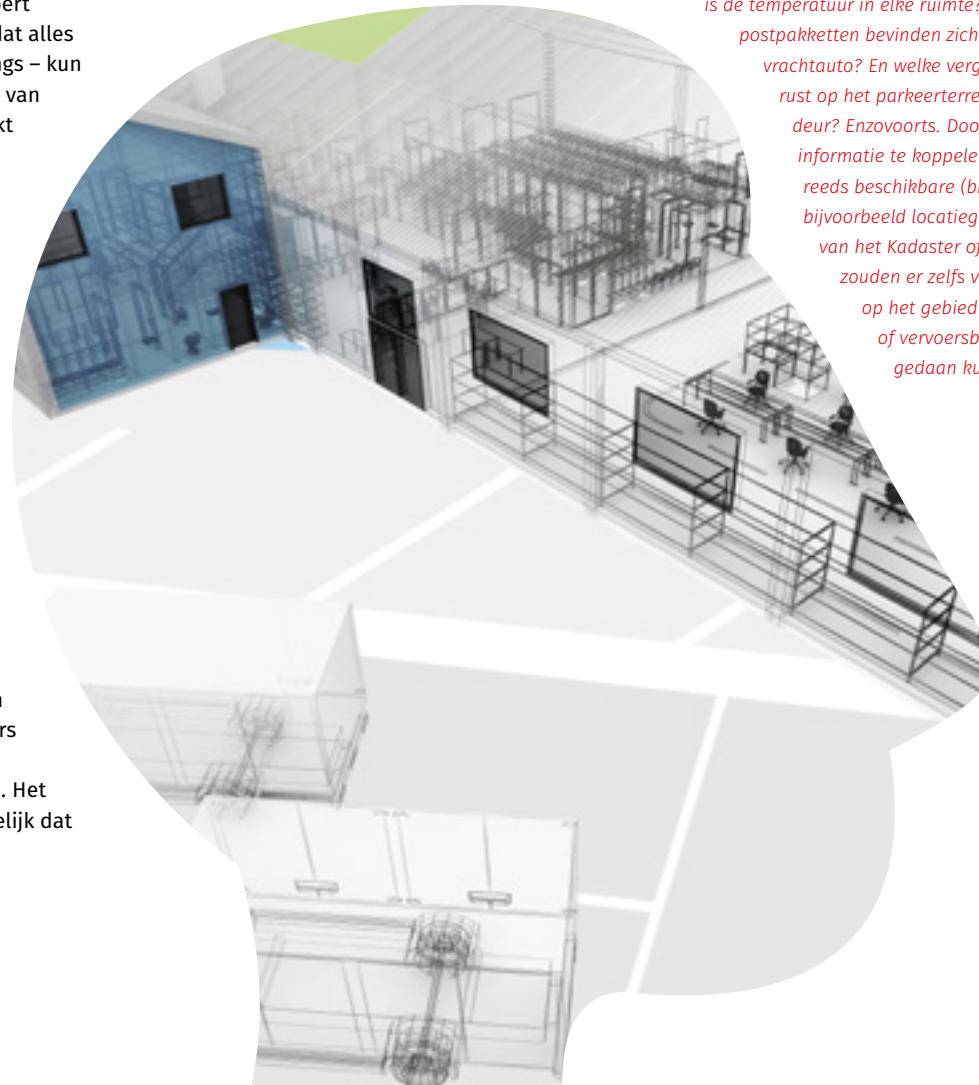 dat alles
ngs – kun
van
kt
rs
. Het
elijk dat
is de temperatuur in elke ruimte?
postpakketten bevinden zich
vrachtauto? En welke verg
rust op het parkeerterre
deur? Enzovoorts. Doo
informatie te koppele
reeds beschikbare (b
bijvoorbeeld locatieg
van het Kadaster of
zouden er zelfs v
op het gebied
of vervoersb
gedaan ku